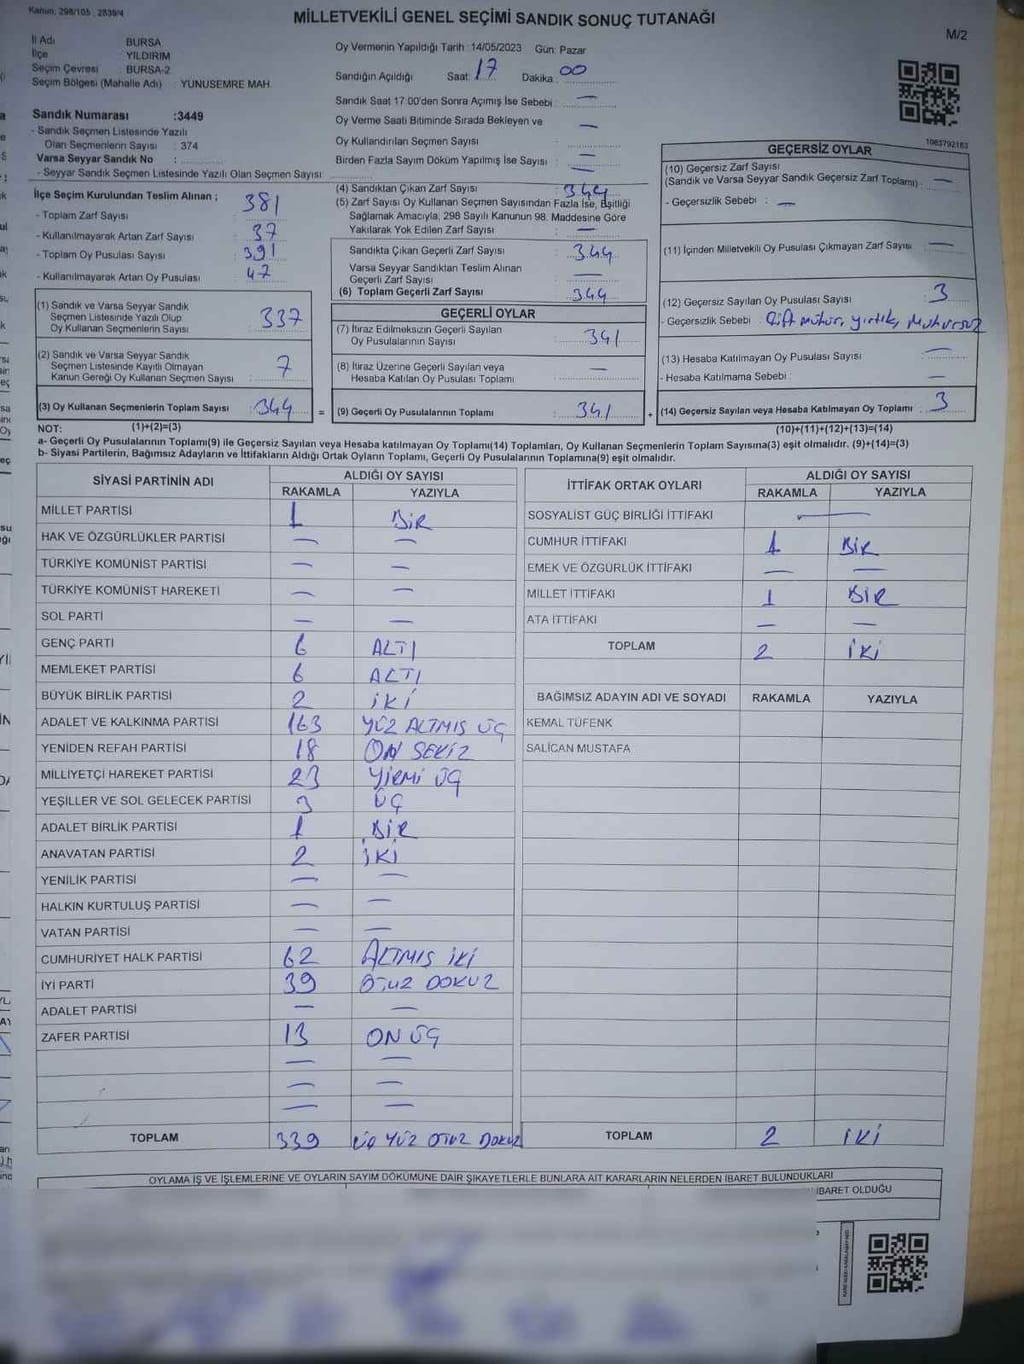 Kanun: 298/105 : 2839/4
MİLLETVEKİLİ GENEL SEÇİMİ SANDIK SONUÇ TUTANAĞI
M/2
İl Adı BURSA
İlçe YILDIRIM
Seçim Çevresi : BURSA-2
Seçim Bölgesi (Mahalle Adı) : YUNUSEMRE MAH.
Sandık Numarası :3449
- Sandık Seçmen Listesinde Yazılı
Olan Seçmenlerin Sayısı : 374
Varsa Seyyar Sandık No :
- Seyyar Sandık Seçmen Listesinde Yazılı Olan Seçmen Sayısı :
Oy Vermenin Yapıldığı Tarih : 14/05/2023 Gün: Pazar
Sandığın Açıldığı Saat: 17 Dakika : 00
Sandık Saat 17.00'den Sonra Açımış İse Sebebi : —
Oy Verme Saati Bitiminde Sırada Bekleyen ve
Oy Kullandırılan Seçmen Sayısı : —
Birden Fazla Sayım Döküm Yapılmış İse Sayısı : —
İlçe Seçim Kurulundan Teslim Alınan ;
- Toplam Zarf Sayısı : 381
- Kullanılmayarak Artan Zarf Sayısı : 37
- Toplam Oy Pusulası Sayısı : 391
- Kullanılmayarak Artan Oy Pusulası : 47
(4) Sandıktan Çıkan Zarf Sayısı : 344
(5) Zarf Sayısı Oy Kullanan Seçmen Sayısından Fazla İse, Eşitliği
Sağlamak Amacıyla, 298 Sayılı Kanunun 98. Maddesine Göre
Yakılarak Yok Edilen Zarf Sayısı : —
Sandıkta Çıkan Geçerli Zarf Sayısı : 344
Varsa Seyyar Sandıktan Teslim Alınan
Geçerli Zarf Sayısı : —
(6) Toplam Geçerli Zarf Sayısı : 344
1063792163
GEÇERSİZ OYLAR
(10) Geçersiz Zarf Sayısı
(Sandık ve Varsa Seyyar Sandık Geçersiz Zarf Toplamı) : —
- Geçersizlik Sebebi : —
(11) İçinden Milletvekili Oy Pusulası Çıkmayan Zarf Sayısı : —
(12) Geçersiz Sayılan Oy Pusulası Sayısı : 3
- Geçersizlik Sebebi : Çift mühür, yırtık, Mühürsüz
(13) Hesaba Katılmayan Oy Pusulası Sayısı : —
- Hesaba Katılmama Sebebi : —
(14) Geçersiz Sayılan veya Hesaba Katılmayan Oy Toplamı : 3
(10)+(11)+(12)+(13)=(14)
(1) Sandık ve Varsa Seyyar Sandık
Seçmen Listesinde Yazılı Olup
Oy Kullanan Seçmenlerin Sayısı : 337
(2) Sandık ve Varsa Seyyar Sandık
Seçmen Listesinde Kayıtlı Olmayan
Kanun Gereği Oy Kullanan Seçmen Sayısı : 7
(3) Oy Kullanan Seçmenlerin Toplam Sayısı : 344 =
GEÇERLİ OYLAR
(7) İtiraz Edilmeksizin Geçerli Sayılan
Oy Pusulalarının Sayısı : 341
(8) İtiraz Üzerine Geçerli Sayılan veya
Hesaba Katılan Oy Pusulası Toplamı : —
(9) Geçerli Oy Pusulalarının Toplamı : 341 +
NOT: (1)+(2)=(3)
a- Geçerli Oy Pusulalarının Toplamı(9) ile Geçersiz Sayılan veya Hesaba katılmayan Oy Toplamı(14) Toplamları, Oy Kullanan Seçmenlerin Toplam Sayısına(3) eşit olmalıdır. (9)+(14)=(3)
b- Siyasi Partilerin, Bağımsız Adayların ve İttifakların Aldığı Ortak Oyların Toplamı, Geçerli Oy Pusulalarının Toplamına(9) eşit olmalıdır.
SİYASİ PARTİNİN ADI ALDIĞI OY SAYISI
RAKAMLA YAZIYLA
MİLLET PARTİSİ 1 BİR
HAK VE ÖZGÜRLÜKLER PARTİSİ — —
TÜRKİYE KOMÜNİST PARTİSİ — —
TÜRKİYE KOMÜNİST HAREKETİ — —
SOL PARTİ — —
GENÇ PARTİ 6 ALTI
MEMLEKET PARTİSİ 6 ALTI
BÜYÜK BİRLİK PARTİSİ 2 İKİ
ADALET VE KALKINMA PARTİSİ 163 YÜZ ALTMIŞ ÜÇ
YENİDEN REFAH PARTİSİ 18 ON SEKİZ
MİLLİYETÇİ HAREKET PARTİSİ 23 YİRMİ ÜÇ
YEŞİLLER VE SOL GELECEK PARTİSİ 3 ÜÇ
ADALET BİRLİK PARTİSİ 1 BİR
ANAVATAN PARTİSİ 2 İKİ
YENİLİK PARTİSİ — —
HALKIN KURTULUŞ PARTİSİ — —
VATAN PARTİSİ — —
CUMHURİYET HALK PARTİSİ 62 ALTMIŞ İKİ
İYİ PARTİ 39 OTUZ DOKUZ
ADALET PARTİSİ — —
ZAFER PARTİSİ 13 ON ÜÇ
— —
— —
— —
TOPLAM 339 ÜÇ YÜZ OTUZ DOKUZ
İTTİFAK ORTAK OYLARI ALDIĞI OY SAYISI
RAKAMLA YAZIYLA
SOSYALİST GÜÇ BİRLİĞİ İTTİFAKI —
CUMHUR İTTİFAKI 1 BİR
EMEK VE ÖZGÜRLÜK İTTİFAKI — —
MİLLET İTTİFAKI 1 BİR
ATA İTTİFAKI — —
TOPLAM 2 İKİ
BAĞIMSIZ ADAYIN ADI VE SOYADI RAKAMLA YAZIYLA
KEMAL TÜFENK
SALİCAN MUSTAFA
TOPLAM 2 İKİ
OYLAMA İŞ VE İŞLEMLERİNE VE OYLARIN SAYIM DÖKÜMÜNE DAİR ŞİKAYETLERLE BUNLARA AİT KARARLARIN NELERDEN İBARET BULUNDUKLARI
İBARET OLDUĞU